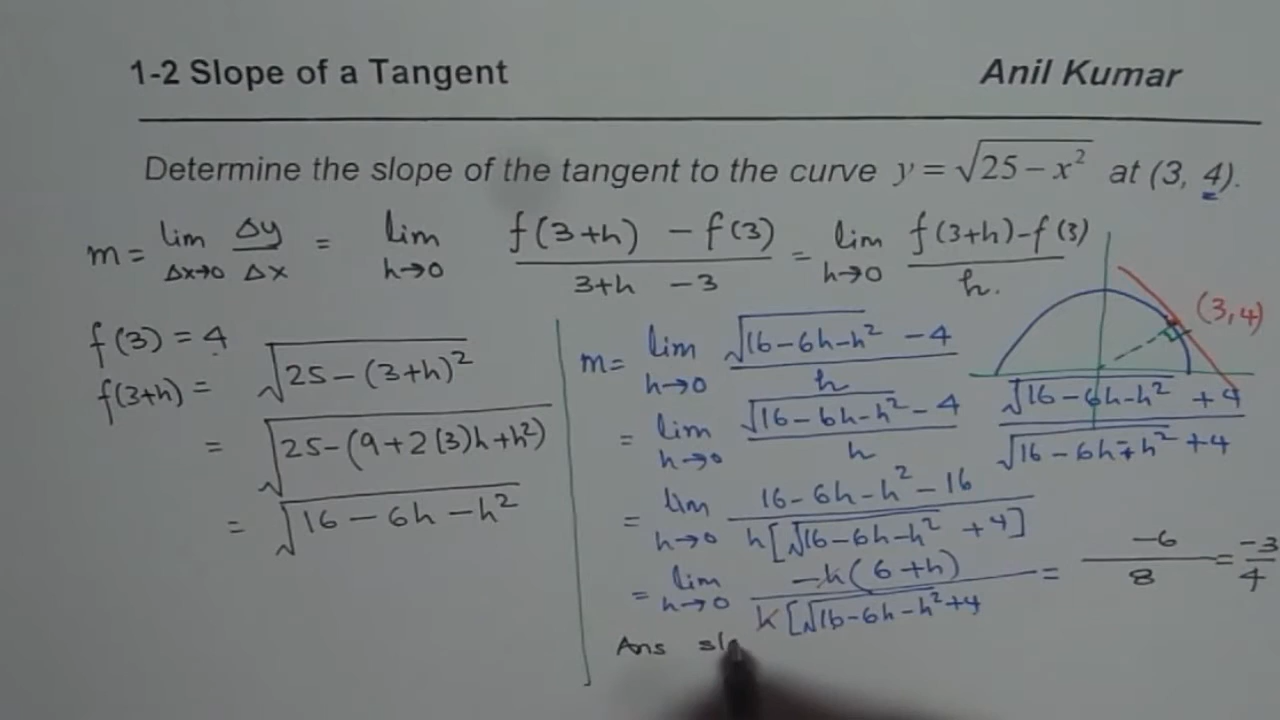 1-2 Slope of a Tangent Anil Kumar
Determine the slope of the tangent to the curve y = √(25 − x²) at (3, 4).
m = lim Δx→0 Δy/Δx = lim h→0 (f(3+h) − f(3))/(3+h −3) = lim h→0 (f(3+h) − f(3))/h.
f(3) = 4
f(3+h) = √(25 − (3+h)²)
= √(25 − (9+2(3)h+h²))
= √(16 − 6h − h²)
m = lim h→0 (√(16−6h−h²) − 4)/h
(3,4)
= lim h→0 (√(16−6h−h²) − 4)/h (√(16−6h−h²) + 4)/(√(16−6h−h²) + 4)
= lim h→0 (16−6h−h²−16)/(h[√(16−6h−h²) + 4])
= lim h→0 −h(6+h)/(h[√(16−6h−h²)+4 = −6/8 = −3/4
Ans sl